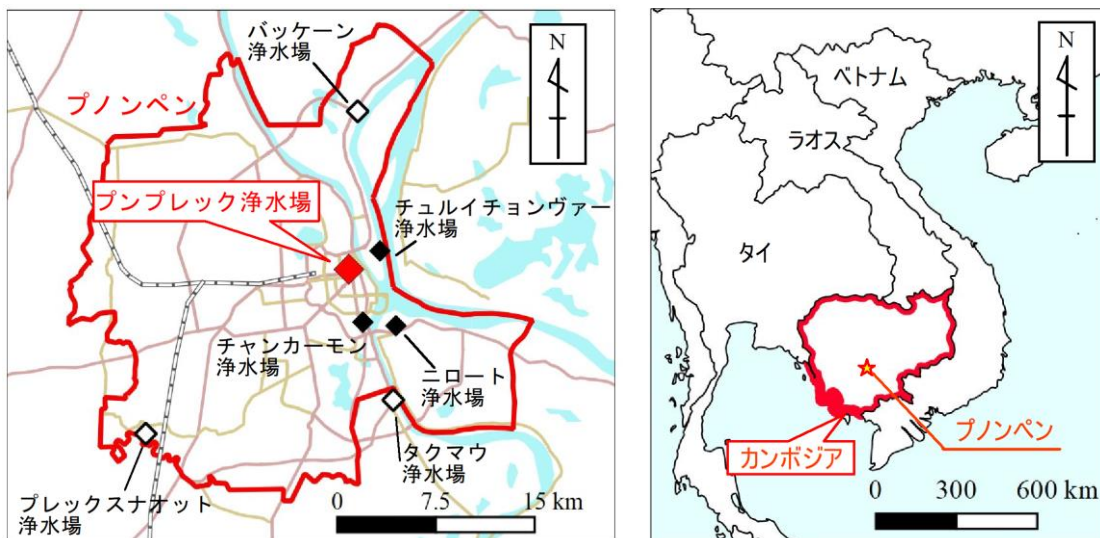 バッケーン
浄水場
N
プノンペン
プンプレック浄水場
チュルイチョンヴァー
浄水場
チャンカーモン
浄水場
ニロート
浄水場
タクマウ
浄水場
プレックスナオット
浄水場
0 7.5 15 km
N
ベトナム
ラオス
タイ
プノンペン
カンボジア
0 300 600 km